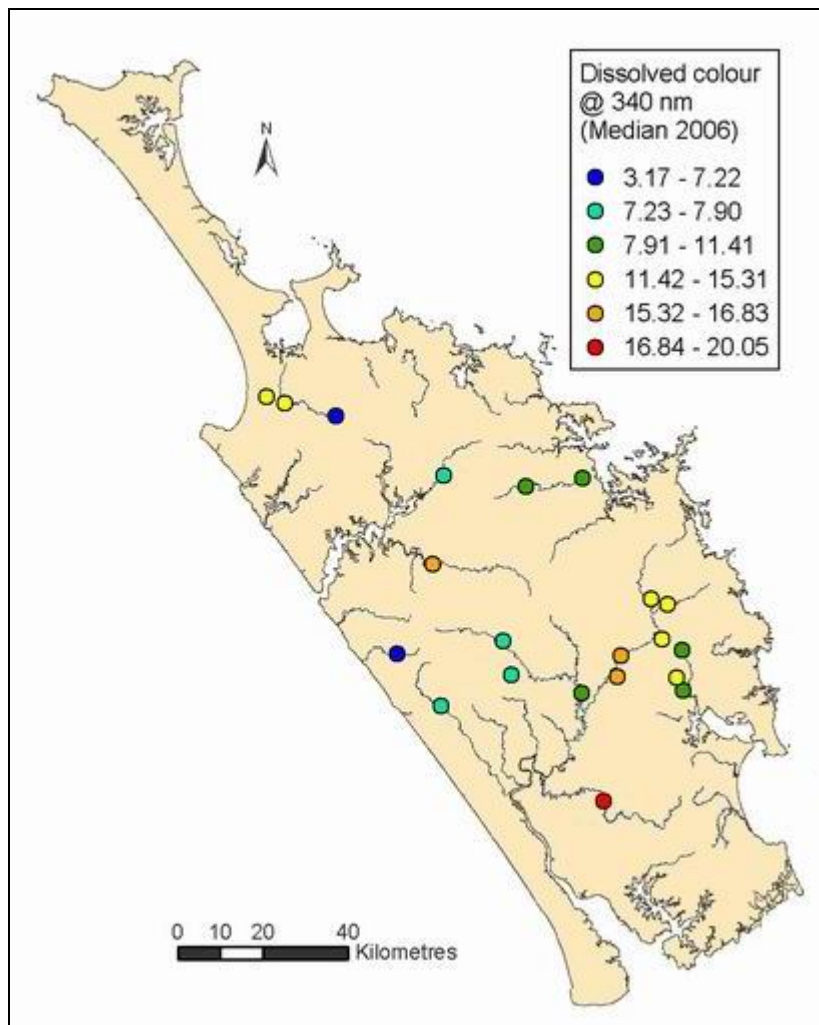 Dissolved colour
@ 340 nm
(Median 2006)
3.17 - 7.22
7.23 - 7.90
7.91 - 11.41
11.42 - 15.31
15.32 - 16.83
16.84 - 20.05
N
0 10 20 40
Kilometres